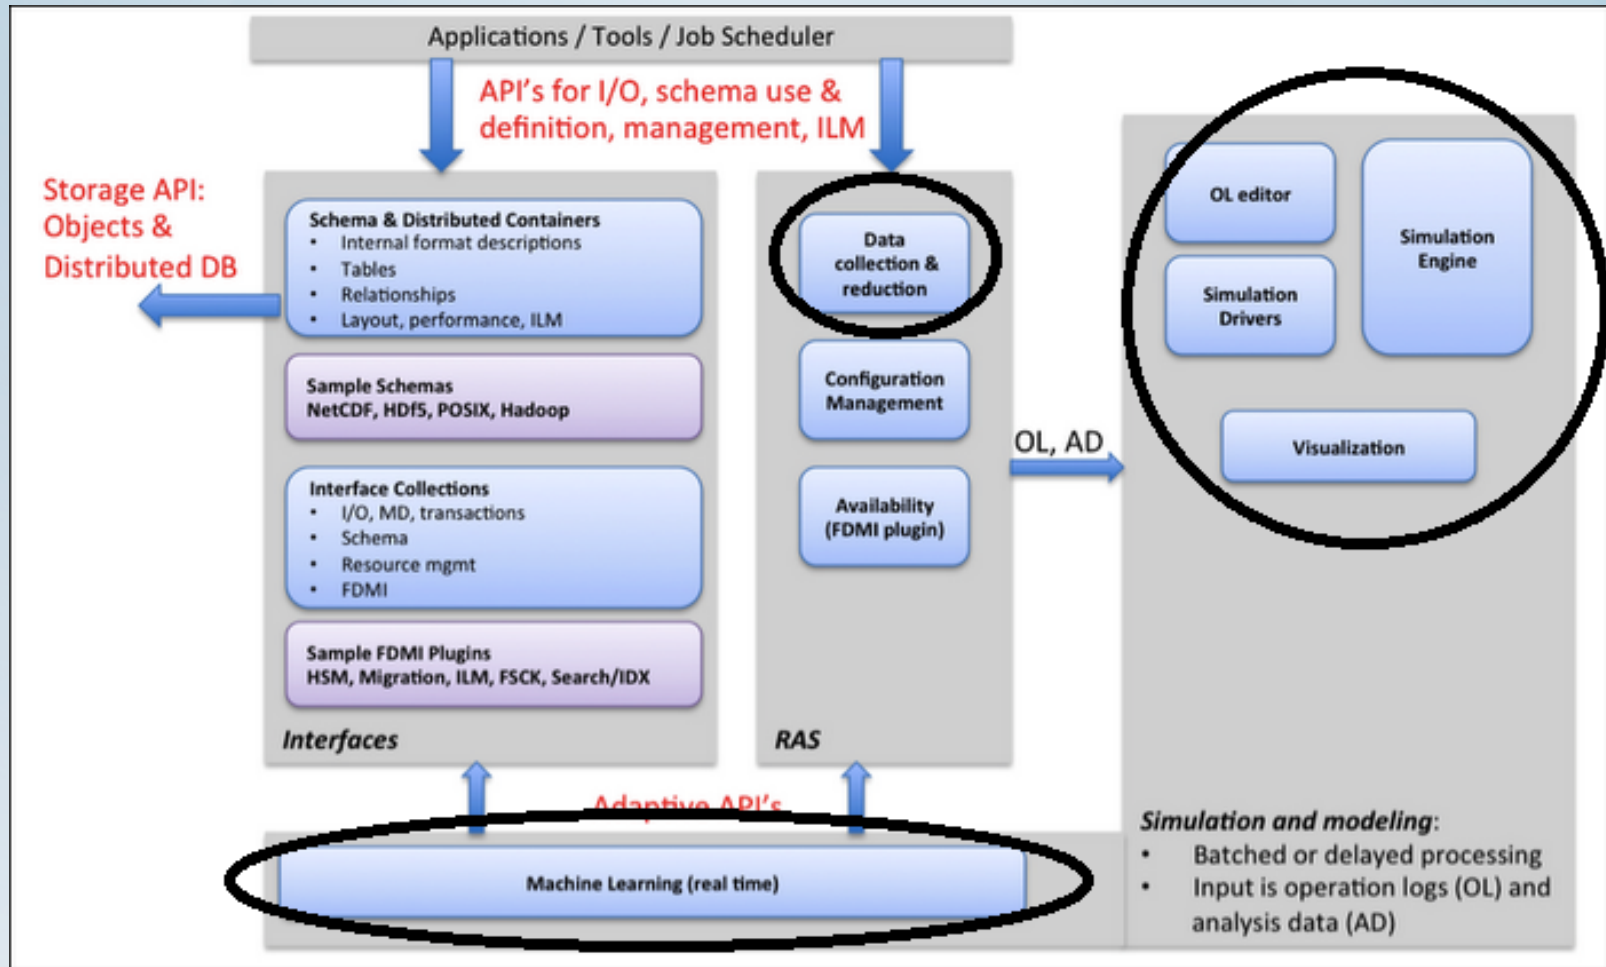 Applications / Tools / Job Scheduler
API's for I/O, schema use &
definition, management, ILM
Storage API:
Objects &
Distributed DB
Schema & Distributed Containers
• Internal format descriptions
• Tables
• Relationships
• Layout, performance, ILM
Sample Schemas
NetCDF, HDf5, POSIX, Hadoop
Interface Collections
• I/O, MD, transactions
• Schema
• Resource mgmt
• FDMI
Sample FDMI Plugins
HSM, Migration, ILM, FSCK, Search/IDX
Interfaces
Data
collection &
reduction
Configuration
Management
Availability
(FDMI plugin)
RAS
OL, AD
OL editor
Simulation
Drivers
Simulation
Engine
Visualization
Adaptive API's
Machine Learning (real time)
Simulation and modeling:
• Batched or delayed processing
• Input is operation logs (OL) and
analysis data (AD)